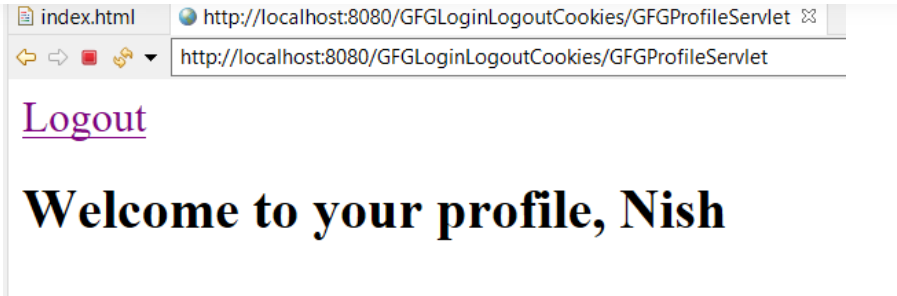 index.html http://localhost:8080/GFGLoginLogoutCookies/GFGProfileServlet
http://localhost:8080/GFGLoginLogoutCookies/GFGProfileServlet
Logout
Welcome to your profile, Nish